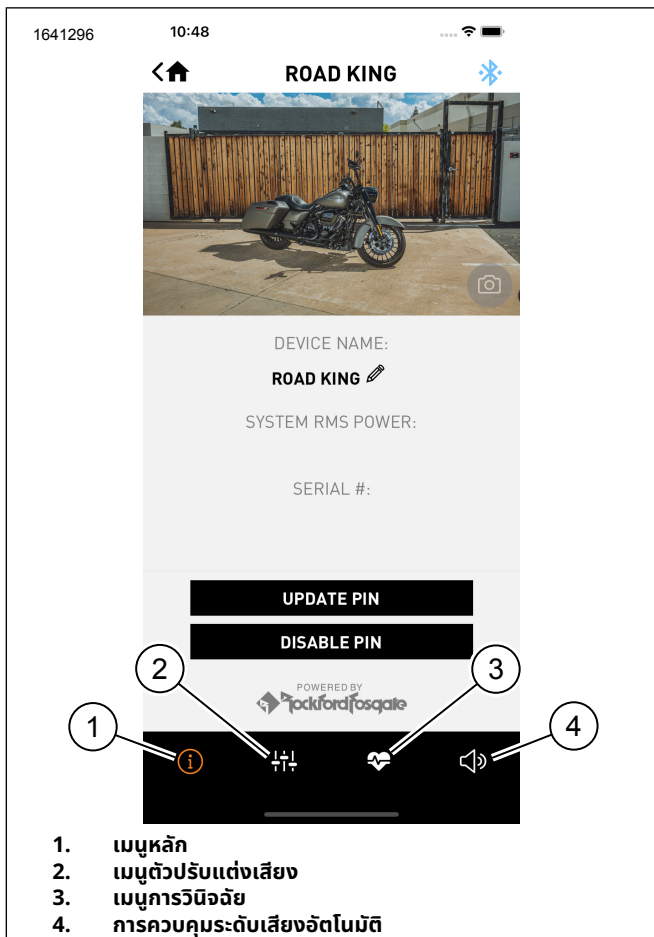 1641296
10:48
ROAD KING
DEVICE NAME:
ROAD KING
SYSTEM RMS POWER:
SERIAL #:
UPDATE PIN
DISABLE PIN
2
3
POWERED BY
Rockford Fosgate
1
4
1. เมนูหลัก
2. เมนูตัวปรับแต่งเสียง
3. เมนูการวินิจฉัย
4. การควบคุมระดับเสียงอัตโนมัติ